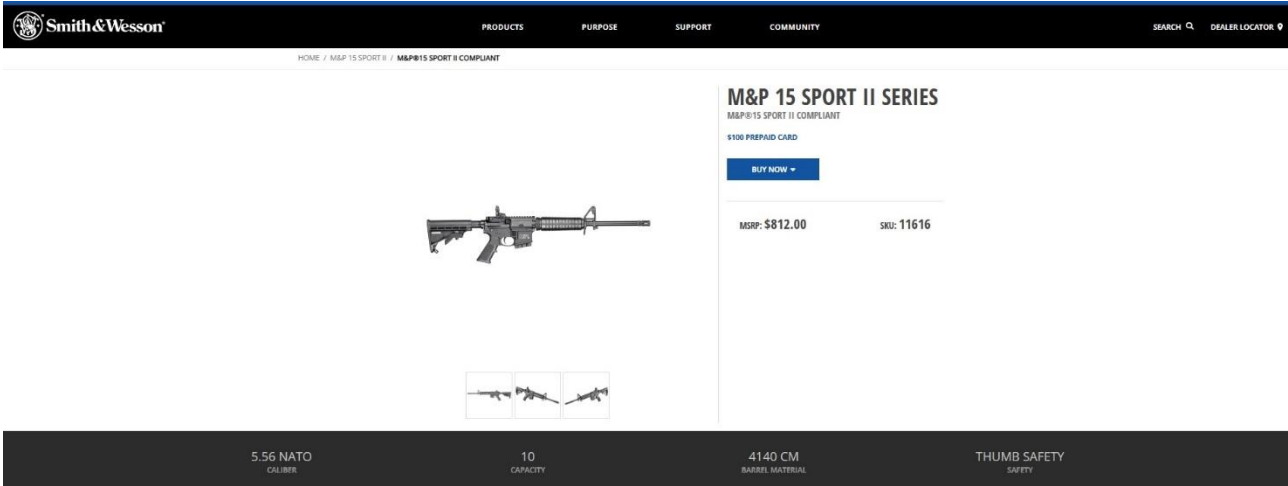 Smith&Wesson®
PRODUCTS PURPOSE SUPPORT COMMUNITY SEARCH DEALER LOCATOR
HOME / M&P 15 SPORT II / M&P®15 SPORT II COMPLIANT
M&P 15 SPORT II SERIES
M&P®15 SPORT II COMPLIANT
$100 PREPAID CARD
BUY NOW
MSRP: $812.00 SKU: 11616
5.56 NATO 10 4140 CM THUMB SAFETY
CALIBER CAPACITY BARREL MATERIAL SAFETY